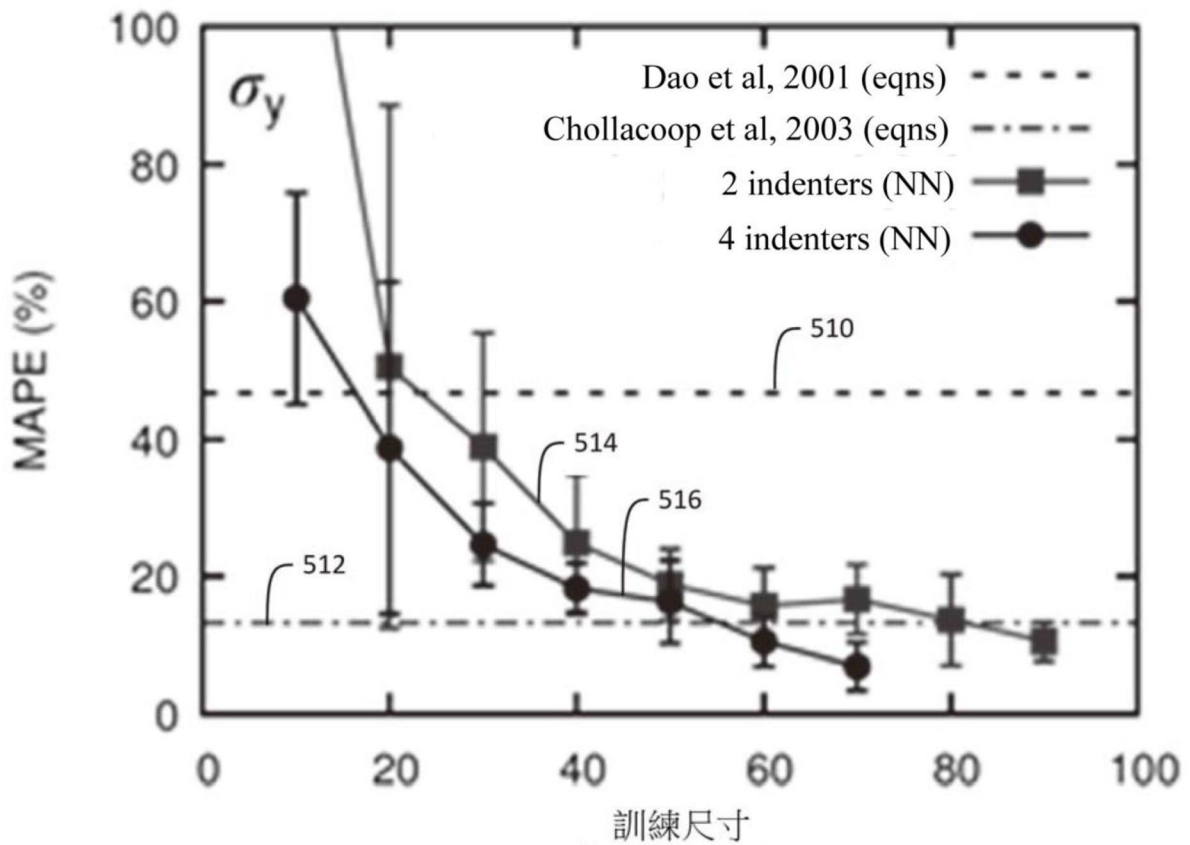 100
σy
Dao et al, 2001 (eqns)
Chollacoop et al, 2003 (eqns)
80
2 indenters (NN)
4 indenters (NN)
60
510
MAPE (%)
40
514
516
20
512
0
0 20 40 60 80 100
訓練尺寸